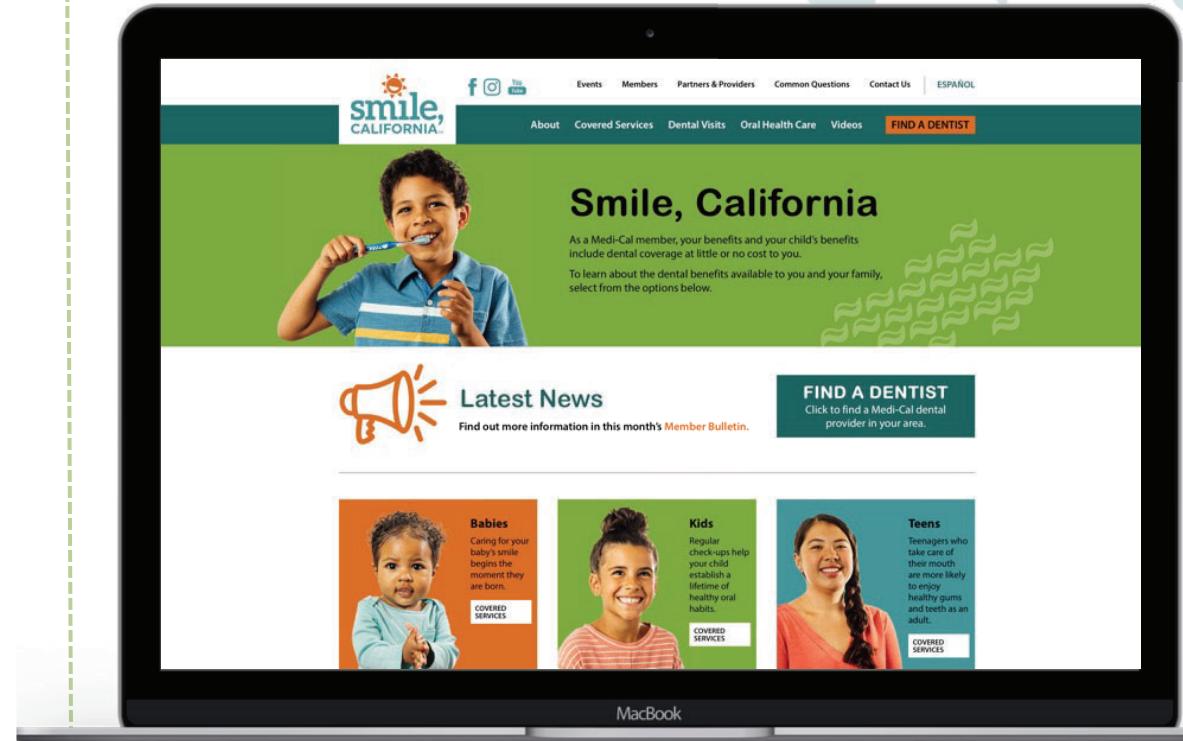 smile,
CALIFORNIA
f
You
Tube
Events Members Partners & Providers Common Questions Contact Us ESPAÑOL
About Covered Services Dental Visits Oral Health Care Videos FIND A DENTIST
Smile, California
As a Medi-Cal member, your benefits and your child's benefits
include dental coverage at little or no cost to you.
To learn about the dental benefits available to you and your family,
select from the options below.
Latest News
Find out more information in this month's Member Bulletin.
FIND A DENTIST
Click to find a Medi-Cal dental
provider in your area.
Babies
Caring for your
baby's smile
begins the
moment they
are born.
COVERED
SERVICES
Kids
Regular
check-ups help
your child
establish a
lifetime of
healthy oral
habits.
COVERED
SERVICES
Teens
Teenagers who
take care of
their mouth
are more likely
to enjoy
healthy gums
and teeth as an
adult.
COVERED
SERVICES
MacBook